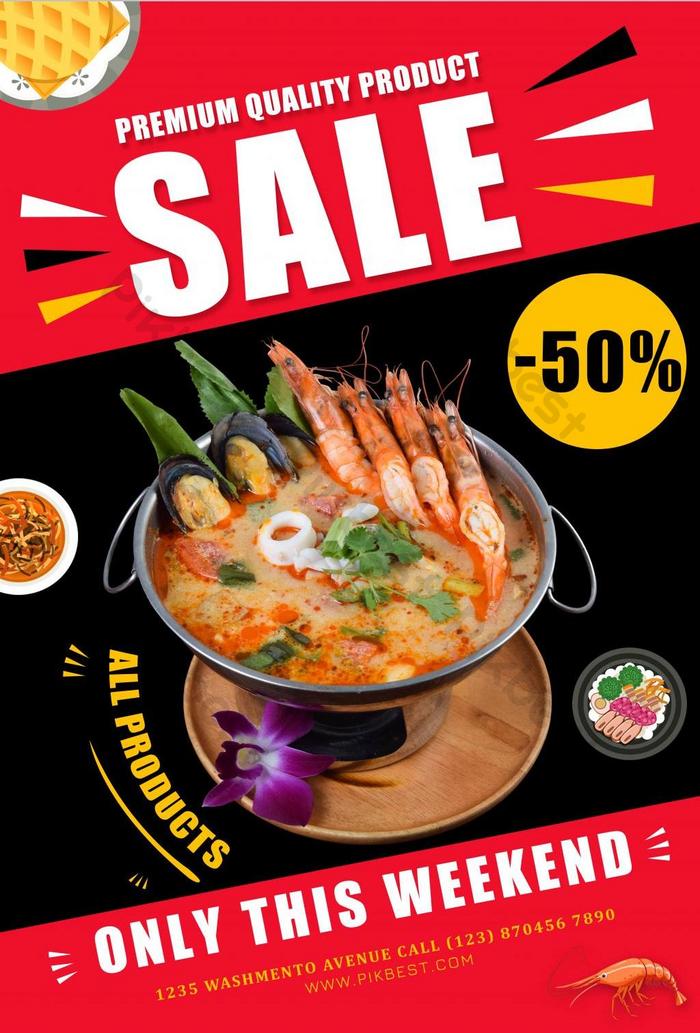 PREMIUM QUALITY PRODUCT
SALE
-50%
ALL PRODUCTS
ONLY THIS WEEKEND
1235 WASHMENTO AVENUE CALL (123) 870456 7890
WWW.PIKBEST.COM